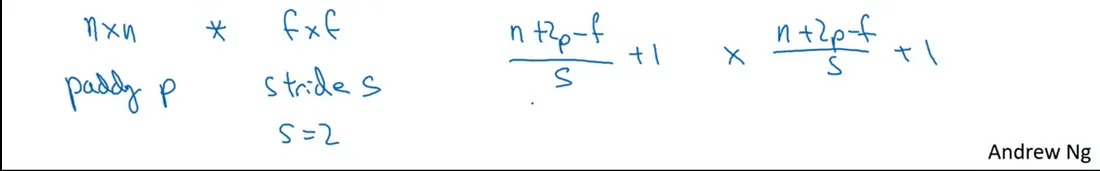 n×n * f×f
padding p stride s
s=2
(n+2p-f)/s +1 × (n+2p-f)/s +1
Andrew Ng